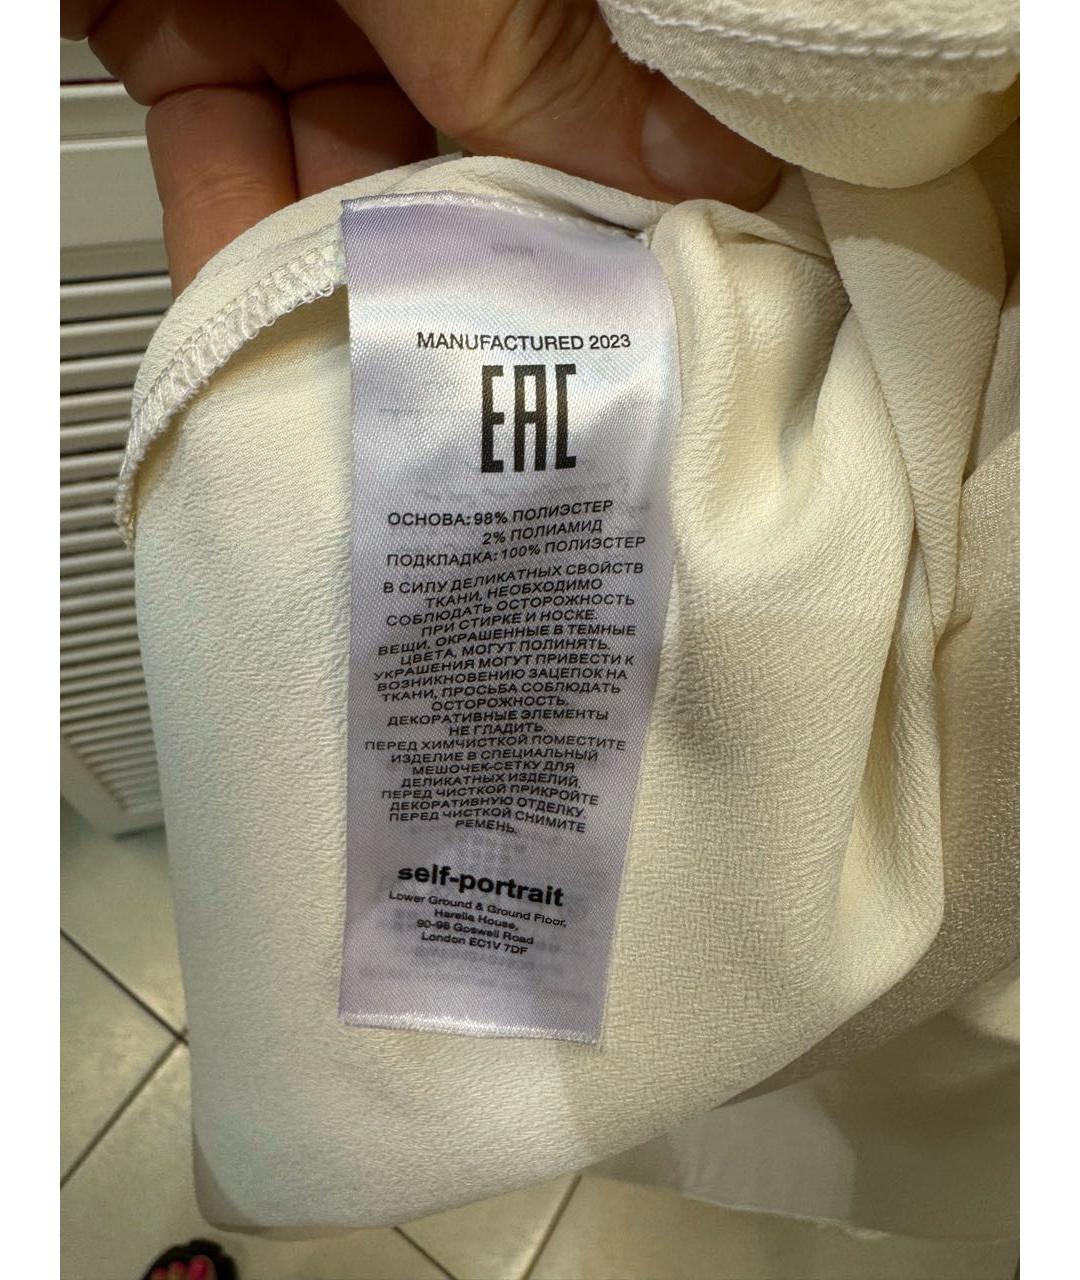 MANUFACTURED 2023
EAC
ОСНОВА: 98% ПОЛИЭСТЕР
2% ПОЛИАМИД
ПОДКЛАДКА: 100% ПОЛИЭСТЕР
В СИЛУ ДЕЛИКАТНЫХ СВОЙСТВ
ТКАНИ, НЕОБХОДИМО
СОБЛЮДАТЬ ОСТОРОЖНОСТЬ
ПРИ СТИРКЕ И НОСКЕ.
ВЕЩИ, ОКРАШЕННЫЕ В ТЕМНЫЕ
ЦВЕТА, МОГУТ ПОЛИНЯТЬ.
УКРАШЕНИЯ МОГУТ ПРИВЕСТИ К
ВОЗНИКНОВЕНИЮ ЗАЦЕПОК НА
ТКАНИ, ПРОСЬБА СОБЛЮДАТЬ
ОСТОРОЖНОСТЬ.
ДЕКОРАТИВНЫЕ ЭЛЕМЕНТЫ
НЕ ГЛАДИТЬ.
ПЕРЕД ХИМЧИСТКОЙ ПОМЕСТИТЕ
ИЗДЕЛИЕ В СПЕЦИАЛЬНЫЙ
МЕШОЧЕК-СЕТКУ ДЛЯ
ДЕЛИКАТНЫХ ИЗДЕЛИЙ.
ПЕРЕД ЧИСТКОЙ ПРИКРОЙТЕ
ДЕКОРАТИВНУЮ ОТДЕЛКУ.
ПЕРЕД ЧИСТКОЙ СНИМИТЕ
РЕМЕНЬ.
self-portrait
Lower Ground & Ground Floor,
Harella House,
90-98 Goswell Road
London EC1V 7DF